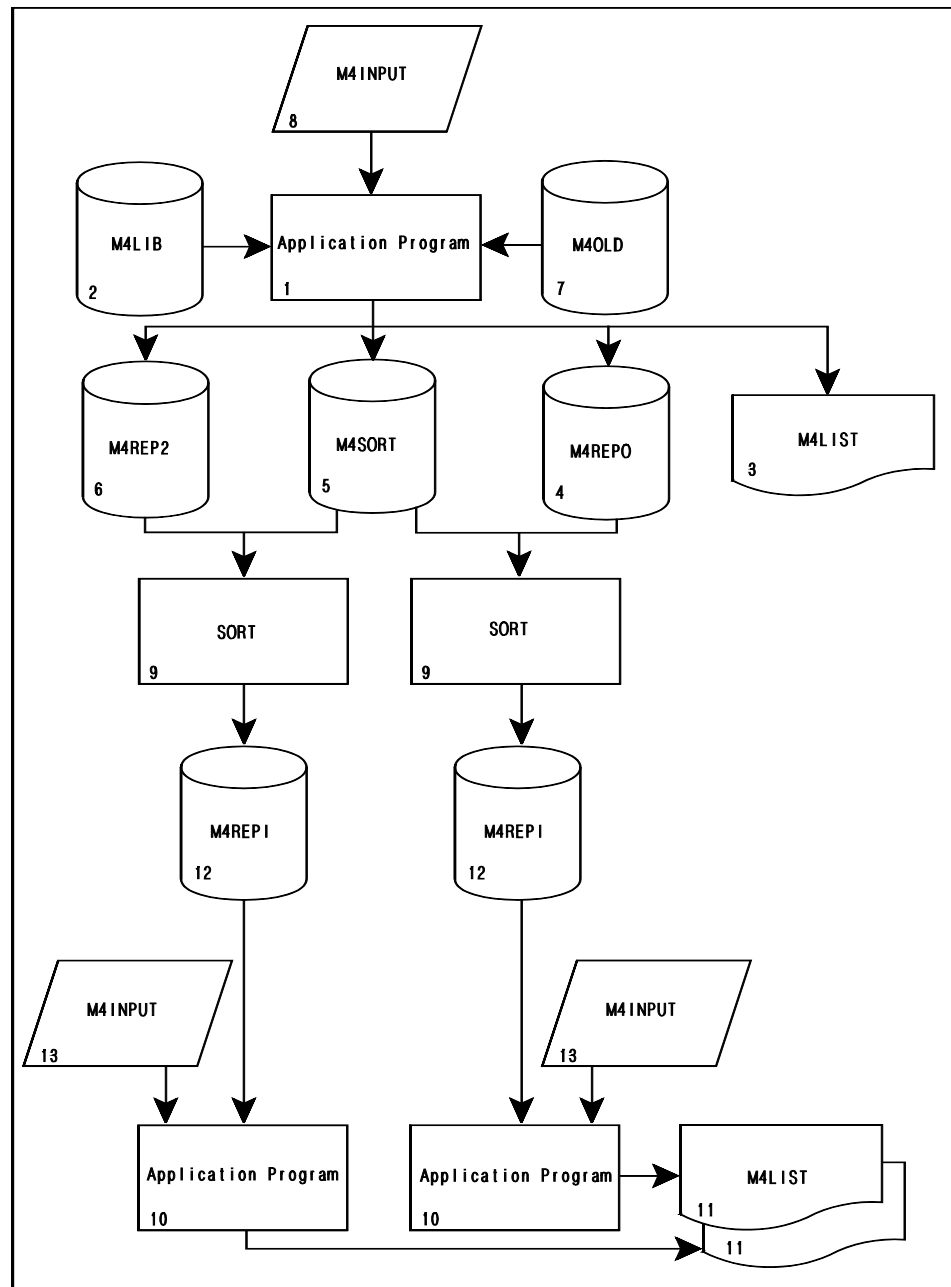 M4INPUT
8
M4LIB
2
Application Program
1
M4OLD
7
M4REP2
6
M4SORT
5
M4REPO
4
M4LIST
3
SORT
9
SORT
9
M4REPI
12
M4REPI
12
M4INPUT
13
M4INPUT
13
Application Program
10
Application Program
10
M4LIST
11
11